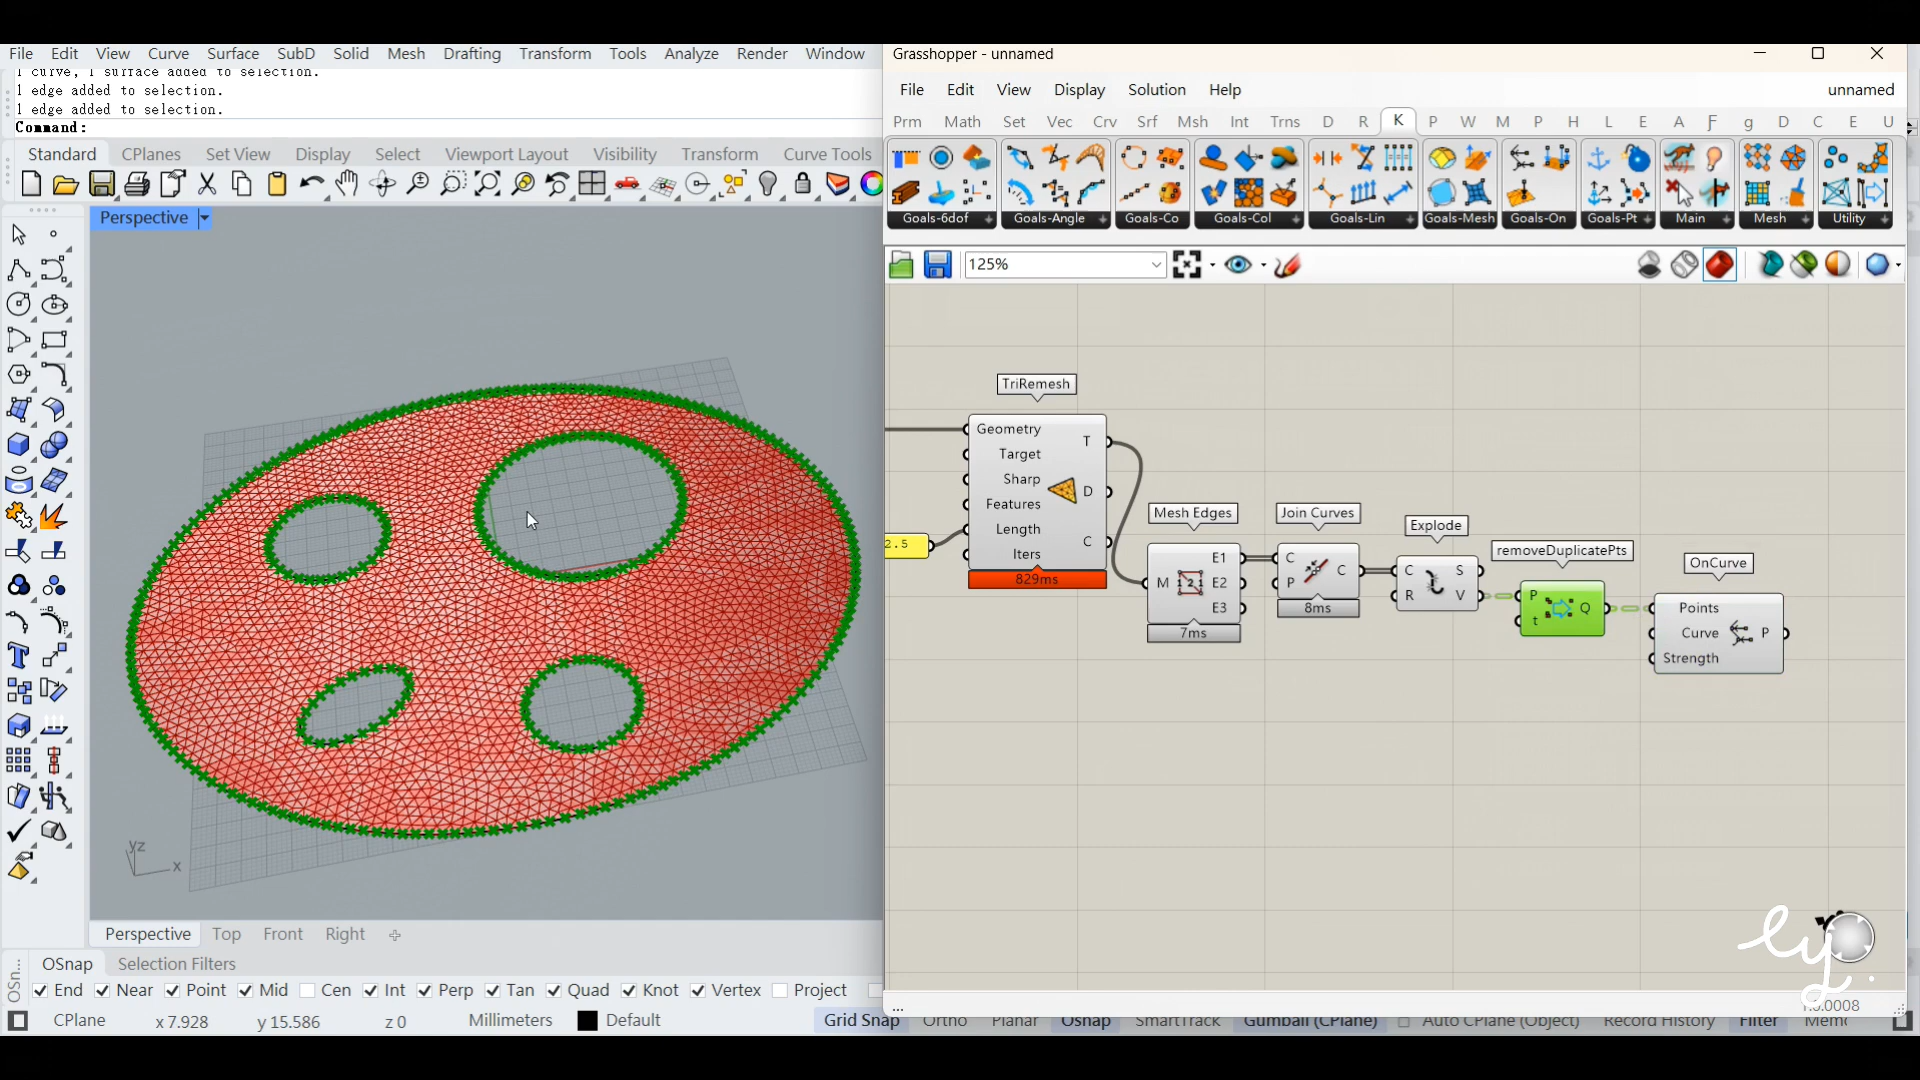 File Edit View Curve Surface SubD Solid Mesh Drafting Transform Tools Analyze Render Window
1 curve, 1 surface added to selection.
1 edge added to selection.
1 edge added to selection.
Command:
Standard CPlanes Set View Display Select Viewport Layout Visibility Transform Curve Tools
Perspective
yz
x
Perspective Top Front Right
OSn...
OSnap Selection Filters
End Near Point Mid Cen Int Perp Tan Quad Knot Vertex Project
CPlane x 7.928 y 15.586 z 0 Millimeters Default Grid Snap Ortho Planar Osnap SmartTrack Gumball (CPlane) Auto CPlane (Object) Record History Filter
Grasshopper - unnamed
File Edit View Display Solution Help unnamed
Prm Math Set Vec Crv Srf Msh Int Trns D R K P W M P H L E A F g D C E U
Goals-6dof Goals-Angle Goals-Co Goals-Col Goals-Lin Goals-Mesh Goals-On Goals-Pt Main Mesh Utility
125%
TriRemesh
Geometry
Target
Sharp
Features
Length
Iters
T
D
C
829ms
2.5
Mesh Edges
M
E1
E2
E3
7ms
Join Curves
C
P
C
8ms
Explode
C
R
S
V
removeDuplicatePts
P
t
Q
OnCurve
Points
Curve
Strength
P
ey.
...
1.0.0008